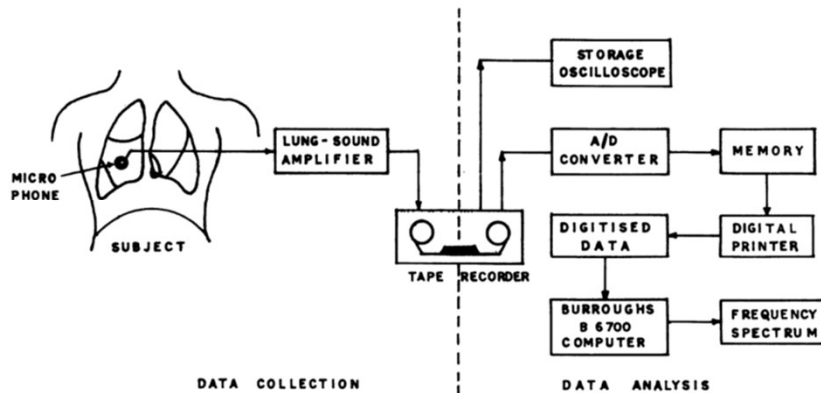 MICRO
PHONE
SUBJECT
LUNG-SOUND
AMPLIFIER
TAPE RECORDER
STORAGE
OSCILLOSCOPE
A/D
CONVERTER
MEMORY
DIGITAL
PRINTER
DIGITISED
DATA
BURROUGHS
B 6700
COMPUTER
FREQUENCY
SPECTRUM
DATA COLLECTION
DATA ANALYSIS